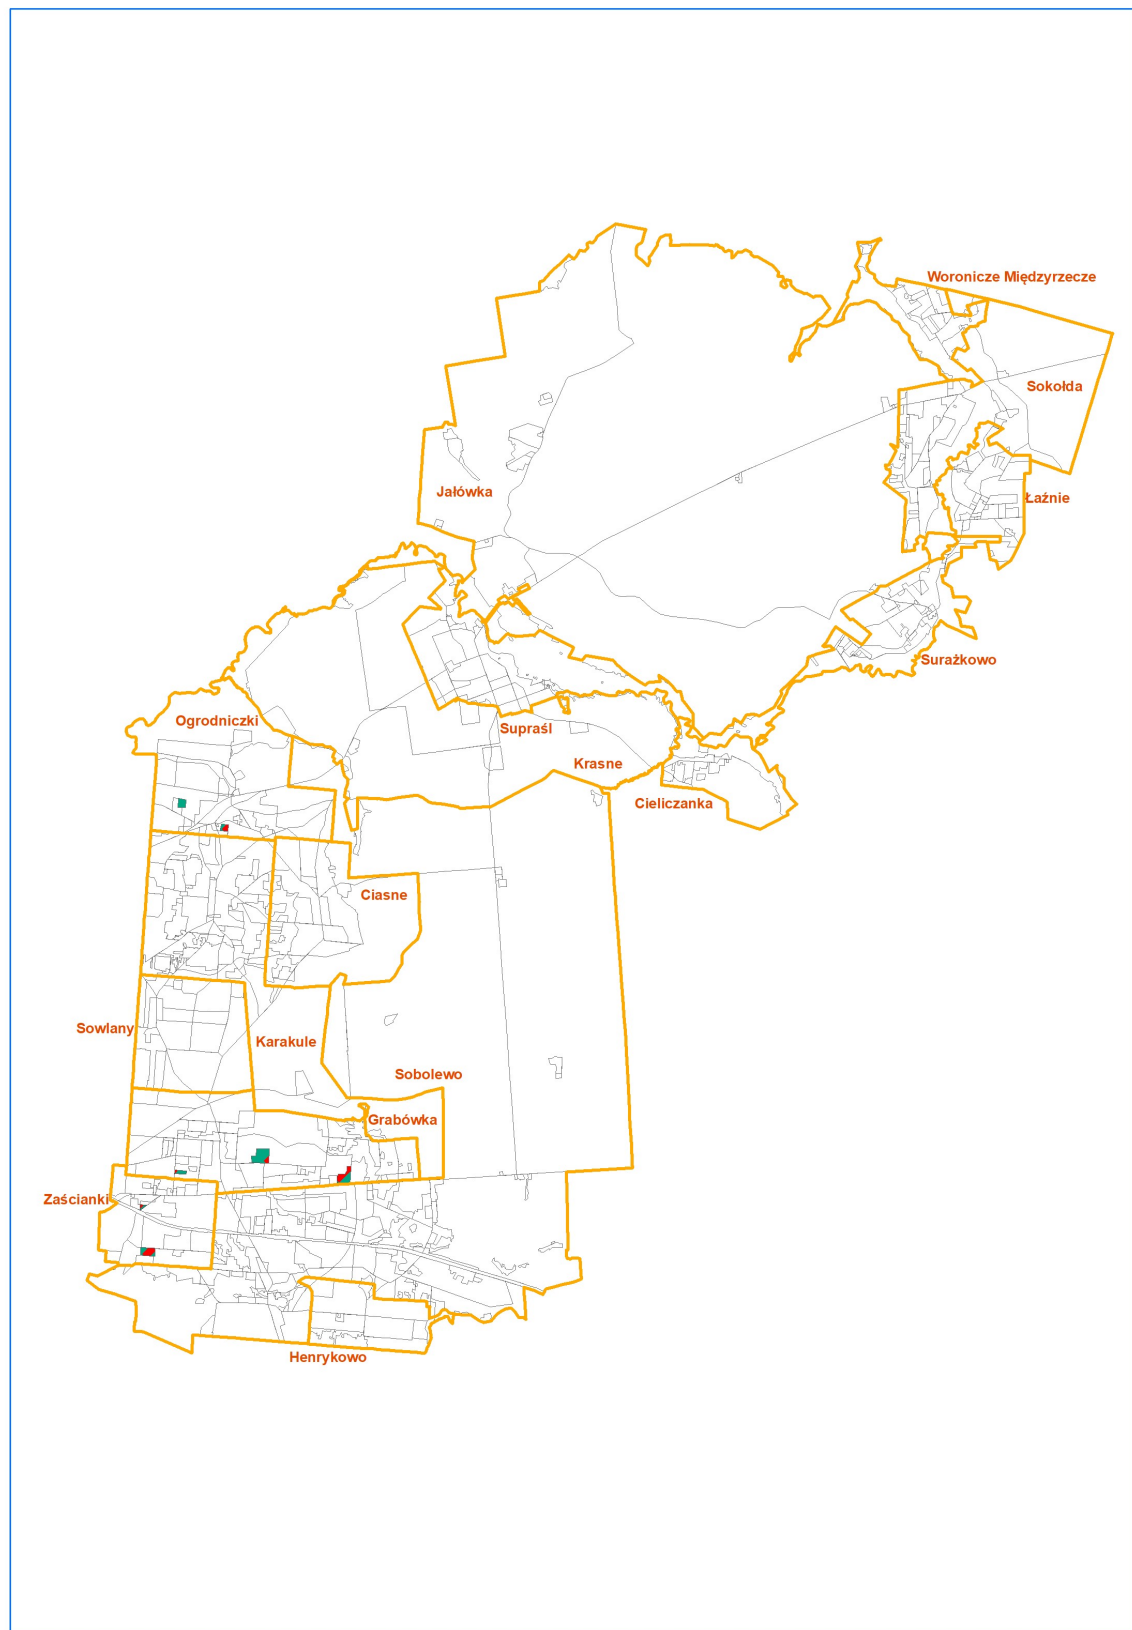 Woronicze Międzyrzecze
Sokołda
Jałówka
Łaźnie
Surażkowo
Ogrodniczki
Supraśl
Krasne
Cieliczanka
Ciasne
Sowlany
Karakule
Sobolewo
Grabówka
Zaścianki
Henrykowo